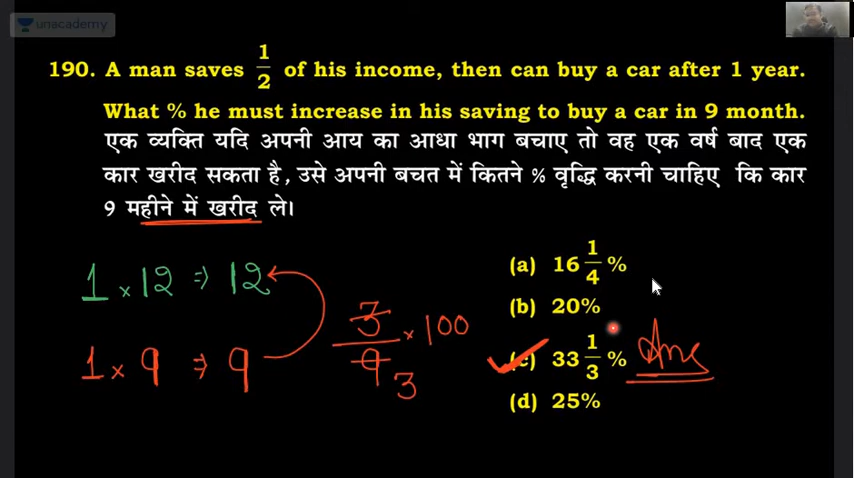 unacademy
190. A man saves 1/2 of his income, then can buy a car after 1 year.
What % he must increase in his saving to buy a car in 9 month.
एक व्यक्ति यदि अपनी आय का आधा भाग बचाए तो वह एक वर्ष बाद एक
कार खरीद सकता है, उसे अपनी बचत में कितने % वृद्धि करनी चाहिए कि कार
9 महीने में खरीद ले।
1 × 12 ⇒ 12
1 × 9 ⇒ 9
3/9 × 100
3
(a) 16 1/4 %
(b) 20%
(c) 33 1/3 % Ans
(d) 25%